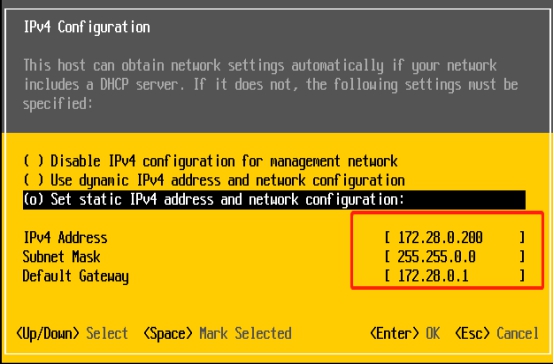 IPv4 Configuration
This host can obtain network settings automatically if your network
includes a DHCP server. If it does not, the following settings must be
specified:
( ) Disable IPv4 configuration for management network
( ) Use dynamic IPv4 address and network configuration
(o) Set static IPv4 address and network configuration:
IPv4 Address [ 172.28.0.200 ]
Subnet Mask [ 255.255.0.0 ]
Default Gateway [ 172.28.0.1 ]
<Up/Down> Select <Space> Mark Selected <Enter> OK <Esc> Cancel